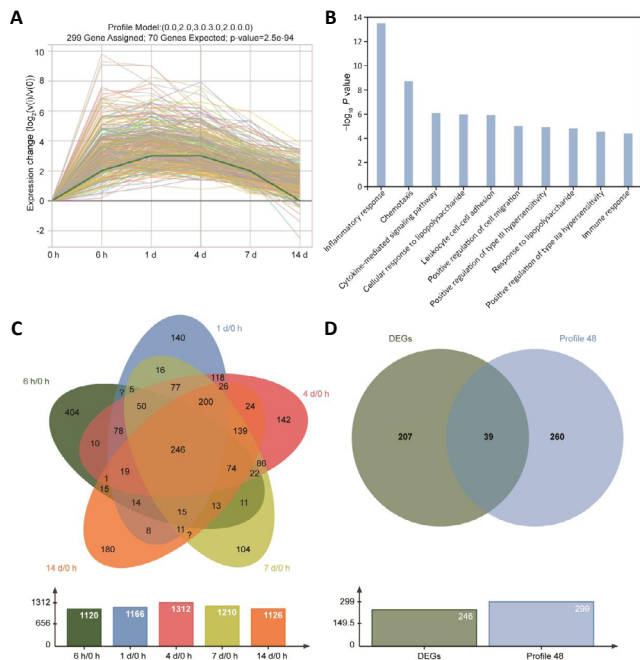 A
Profile Model:(0.0,2.0,3.0,3.0,2.0,0.0)
299 Gene Assigned; 70 Genes Expected; p-value=2.5e-94
Expression change (log₂(v(i)/v(0))
10
8
6
4
2
0
-2
0 h
6 h
1 d
4 d
7 d
14 d
B
−log₁₀ P value
14
12
10
8
6
4
2
0
Inflammatory response
Chemotaxis
Cytokine-mediated signaling pathway
Cellular response to lipopolysaccharide
Leukocyte cell-cell adhesion
Positive regulation of cell migration
Positive regulation of type III hypersensitivity
Response to lipopolysaccharide
Positive regulation of type IIa hypersensitivity
Immune response
C
1 d/0 h
140
6 h/0 h
4 d/0 h
16
118
? 5 77 26
404
50 200 24
142
78 139
10
246
86
19 74 22
1
15
14 13 11
15
8 11 ?
180
104
14 d/0 h
7 d/0 h
1312
656
0
1120
1166
1312
1210
1126
6 h/0 h
1 d/0 h
4 d/0 h
7 d/0 h
14 d/0 h
D
DEGs
Profile 48
207
39
260
299
149.5
0
246
299
DEGs
Profile 48